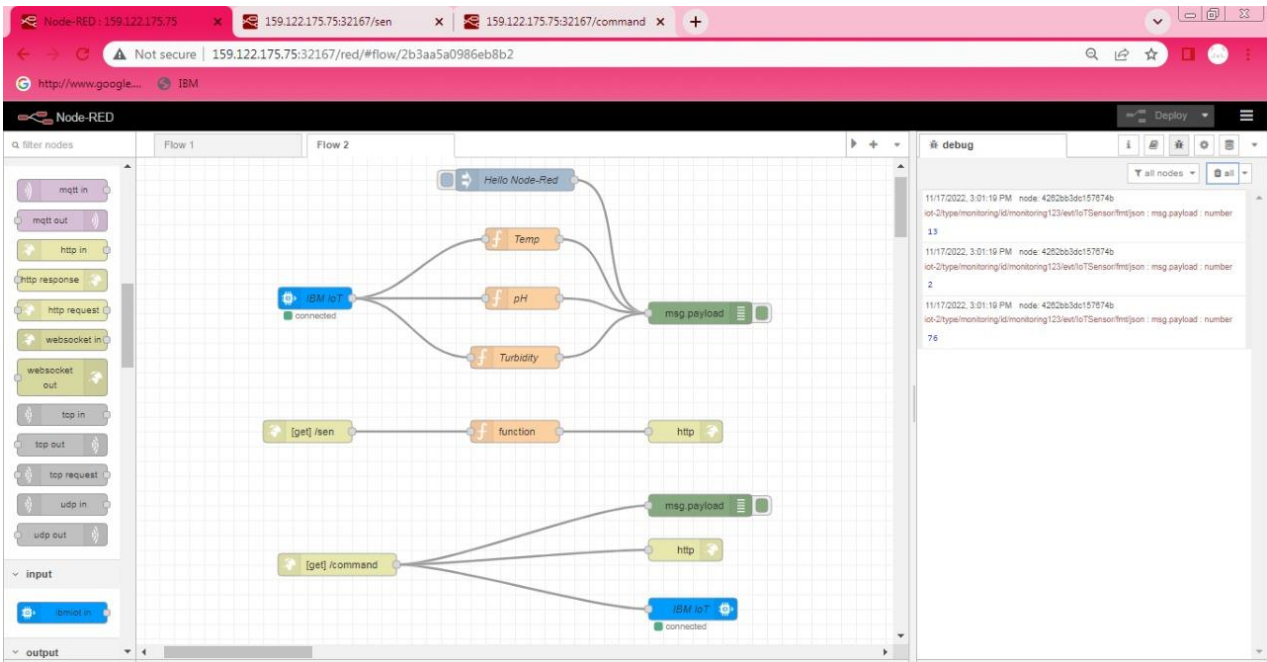 Node-RED : 159.122.175.75
159.122.175.75:32167/sen
159.122.175.75:32167/command
Not secure
159.122.175.75:32167/red/#flow/2b3aa5a0986eb8b2
http://www.google....
IBM
Node-RED
Deploy
filter nodes
Flow 1
Flow 2
debug
all nodes
all
mqtt in
mqtt out
http in
http response
http request
websocket in
websocket
out
tcp in
tcp out
tcp request
udp in
udp out
input
ibmiot in
output
Hello Node-Red
Temp
IBM IoT
connected
pH
msg.payload
Turbidity
[get] /sen
function
http
msg.payload
http
[get] /command
IBM IoT
connected
11/17/2022, 3:01:19 PM node: 4262bb3dc157674b
iot-2/type/monitoring/id/monitoring123/evt/IoTSensor/fmt/json : msg.payload : number
13
11/17/2022, 3:01:19 PM node: 4262bb3dc157674b
iot-2/type/monitoring/id/monitoring123/evt/IoTSensor/fmt/json : msg.payload : number
2
11/17/2022, 3:01:19 PM node: 4262bb3dc157674b
iot-2/type/monitoring/id/monitoring123/evt/IoTSensor/fmt/json : msg.payload : number
76